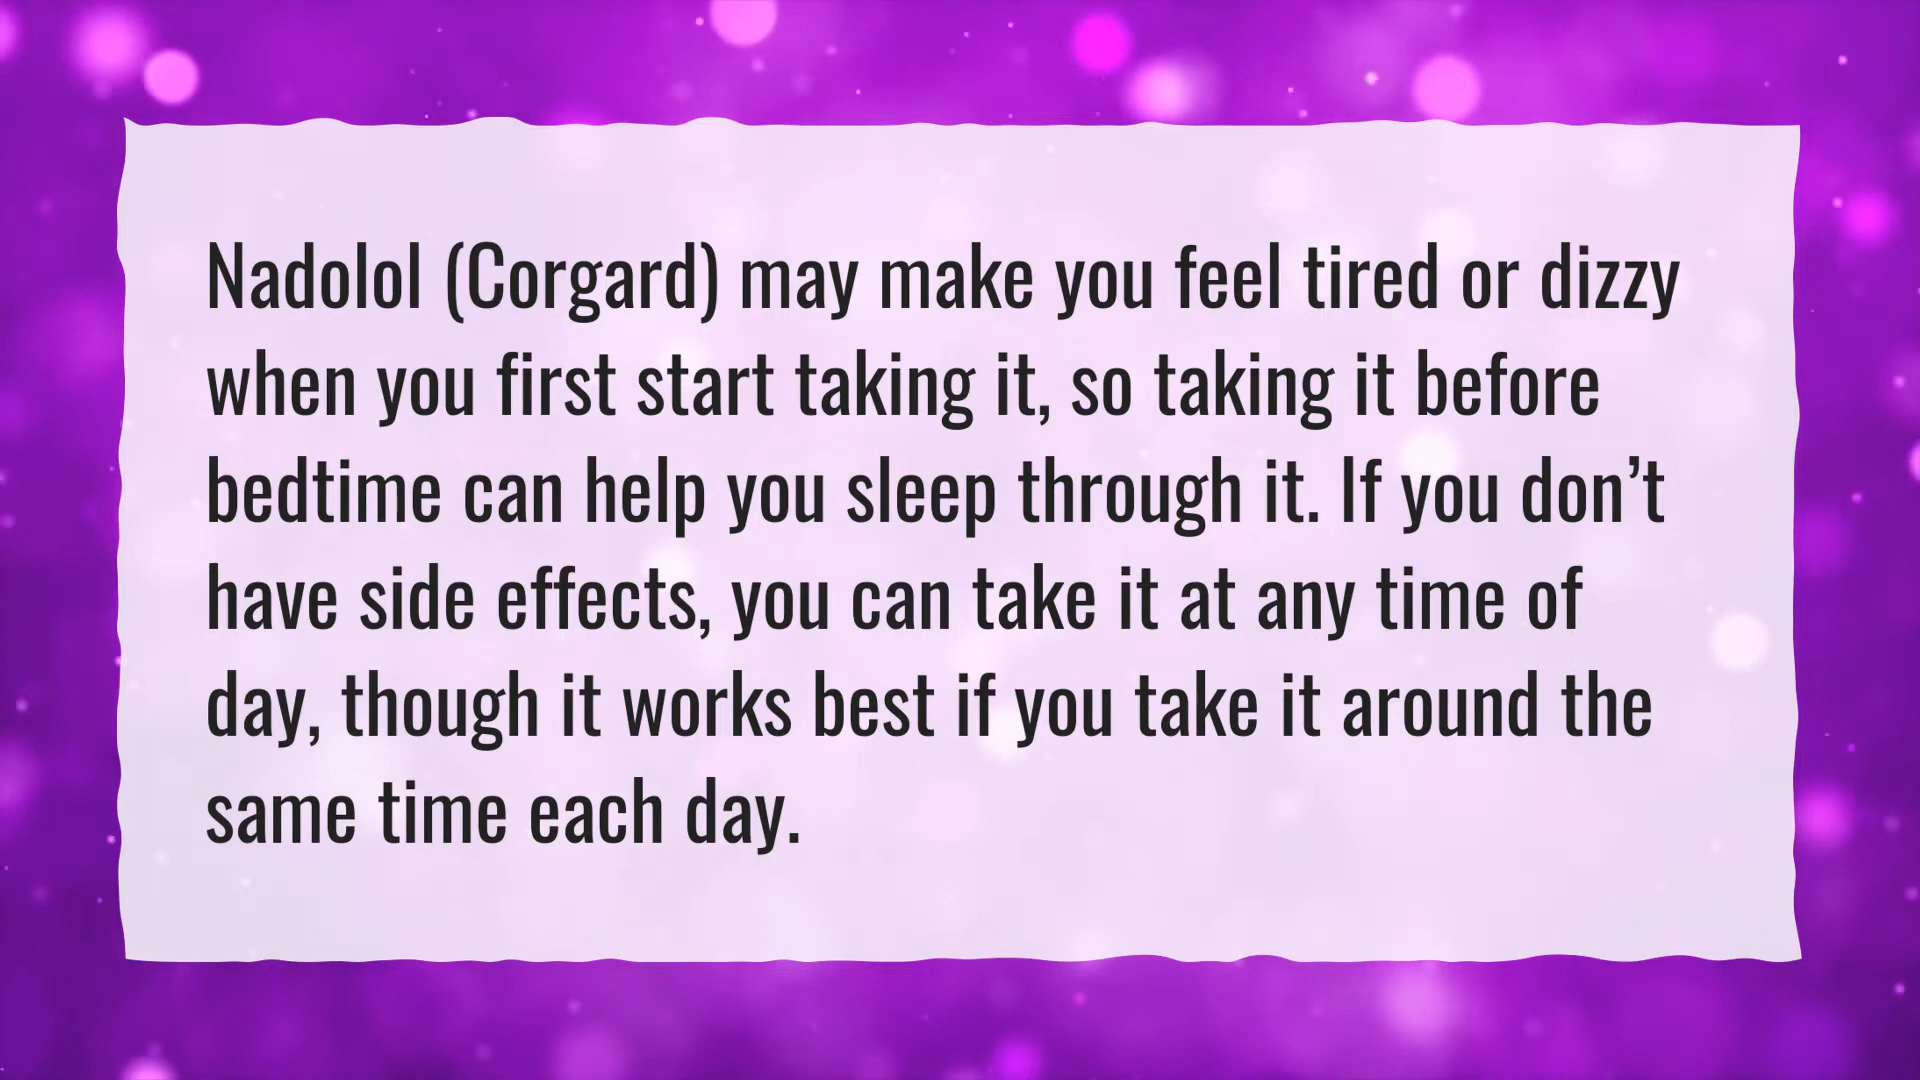 Nadolol (Corgard) may make you feel tired or dizzy
when you first start taking it, so taking it before
bedtime can help you sleep through it. If you don’t
have side effects, you can take it at any time of
day, though it works best if you take it around the
same time each day.